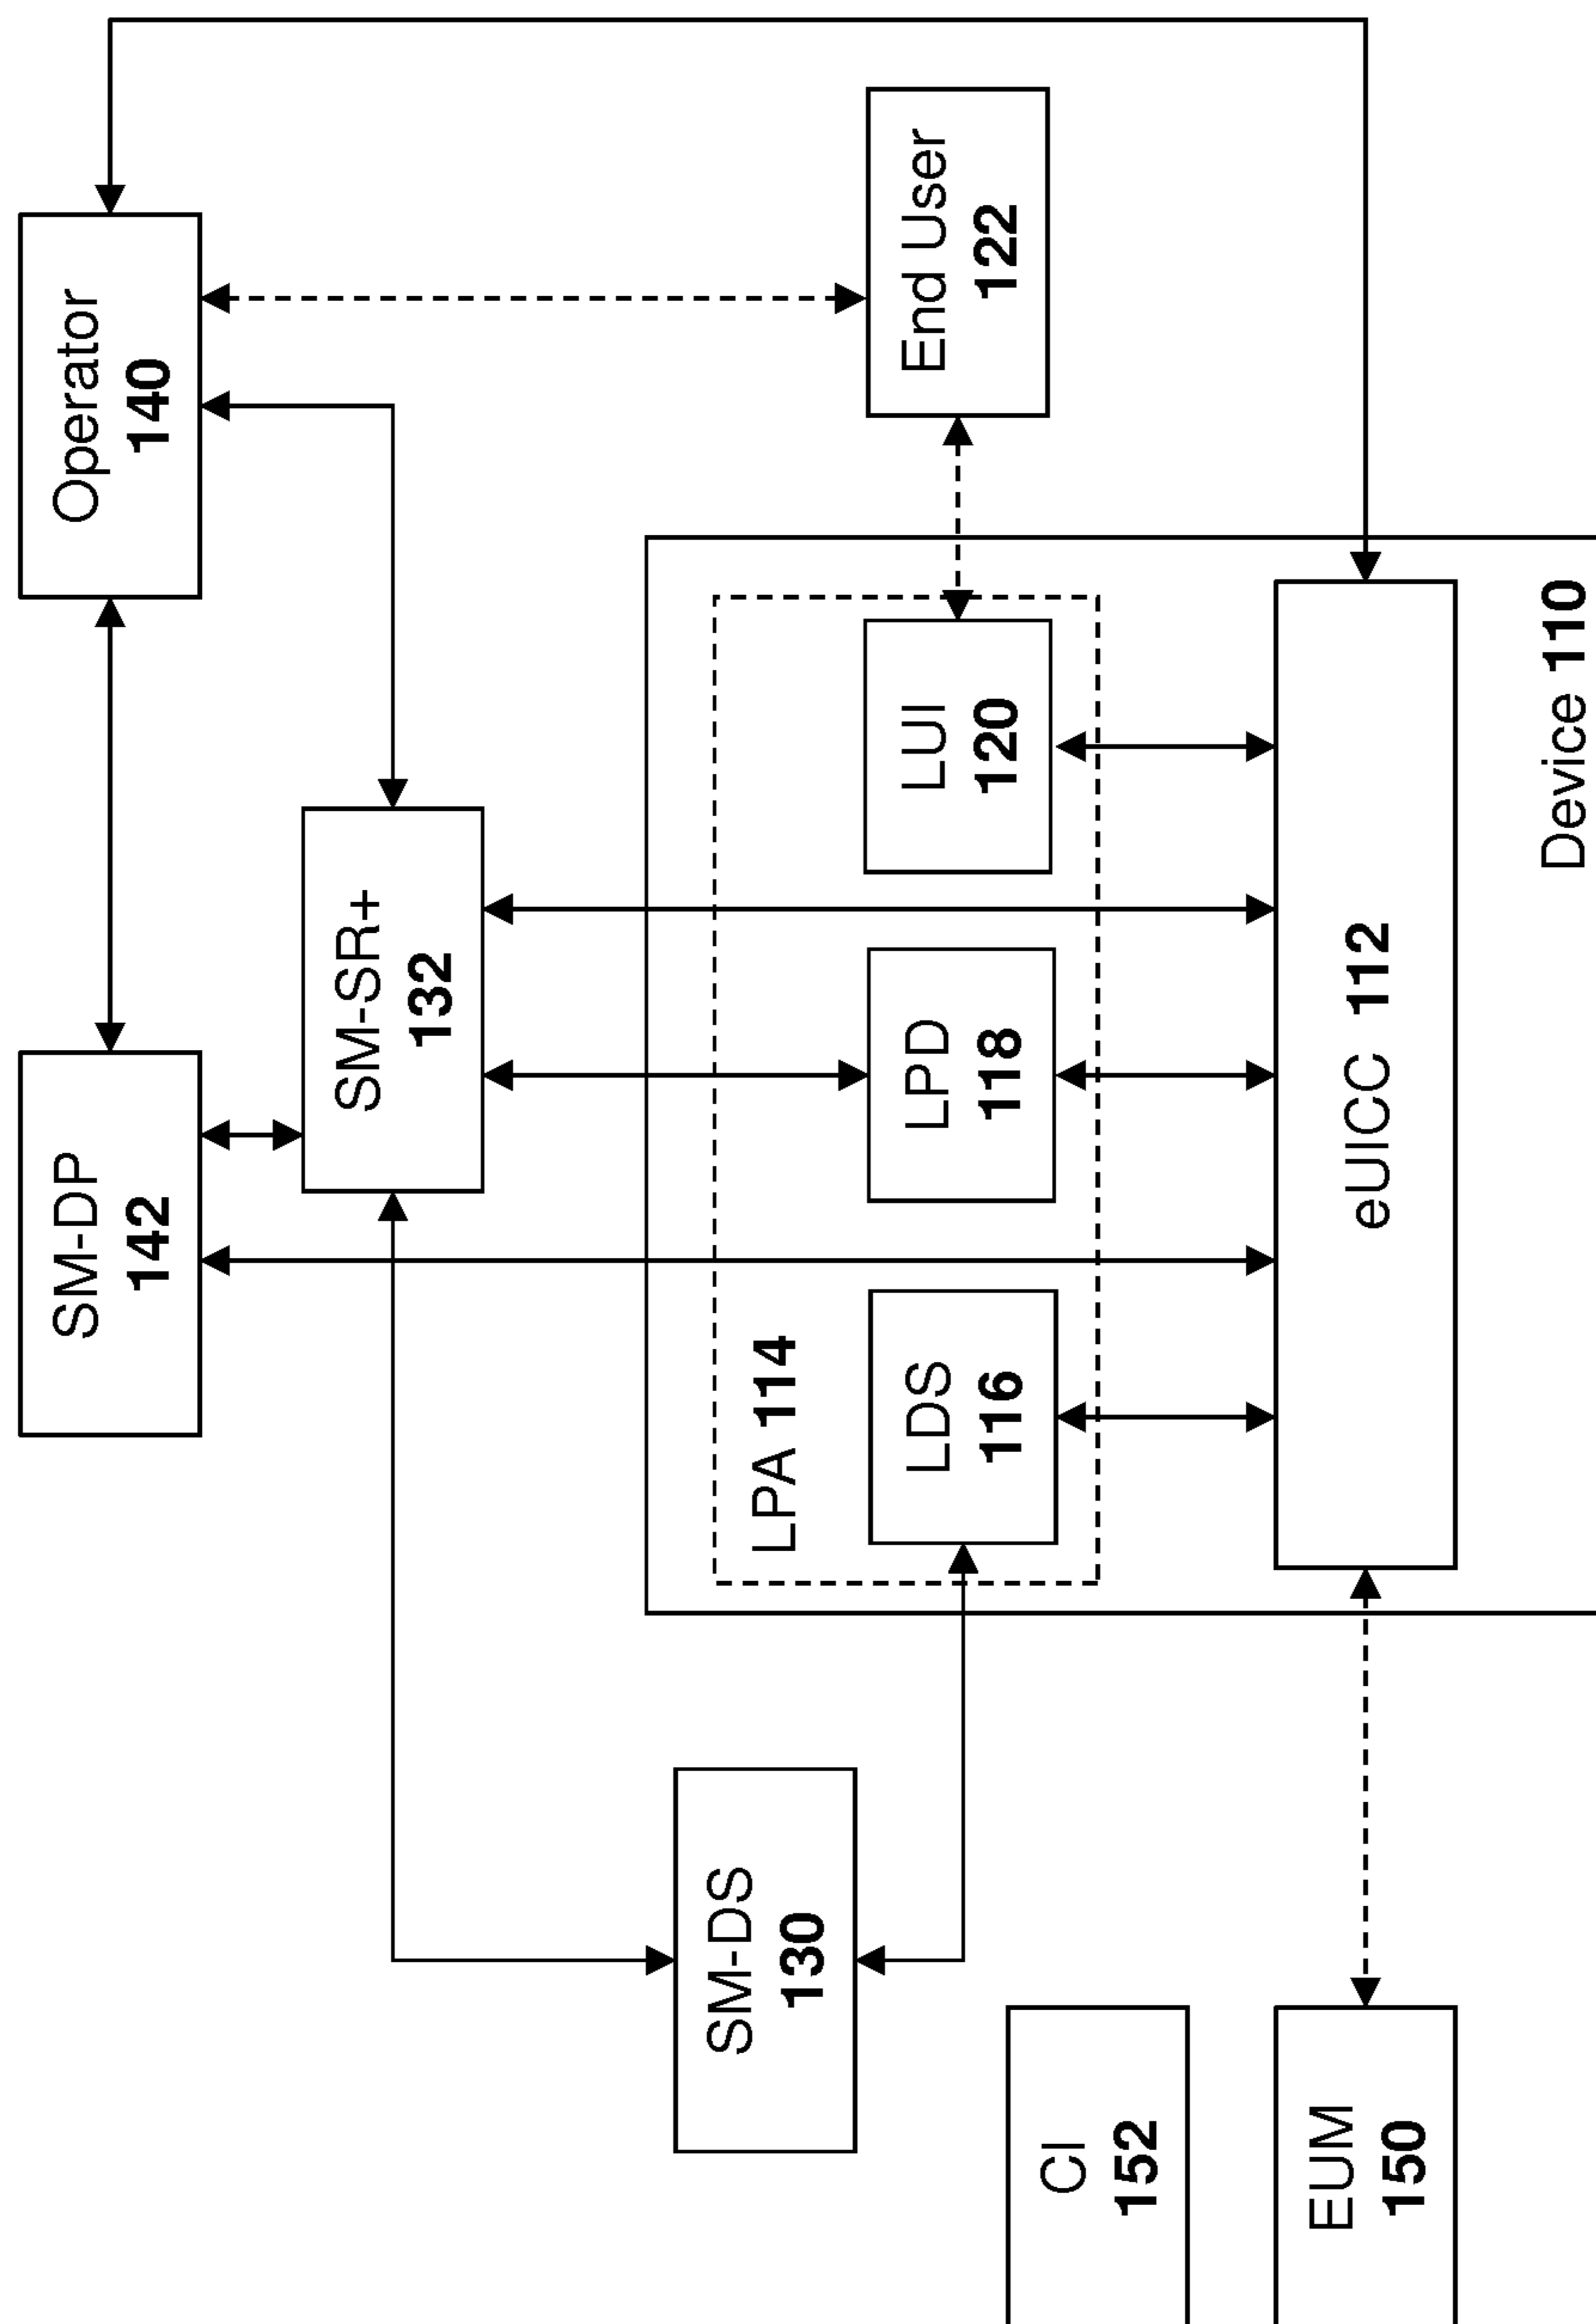 SM-DP
142
Operator
140
SM-SR+
132
SM-DS
130
LPA 114
LDS
116
LPD
118
LUI
120
End User
122
CI
152
EUM
150
eUICC 112
Device 110